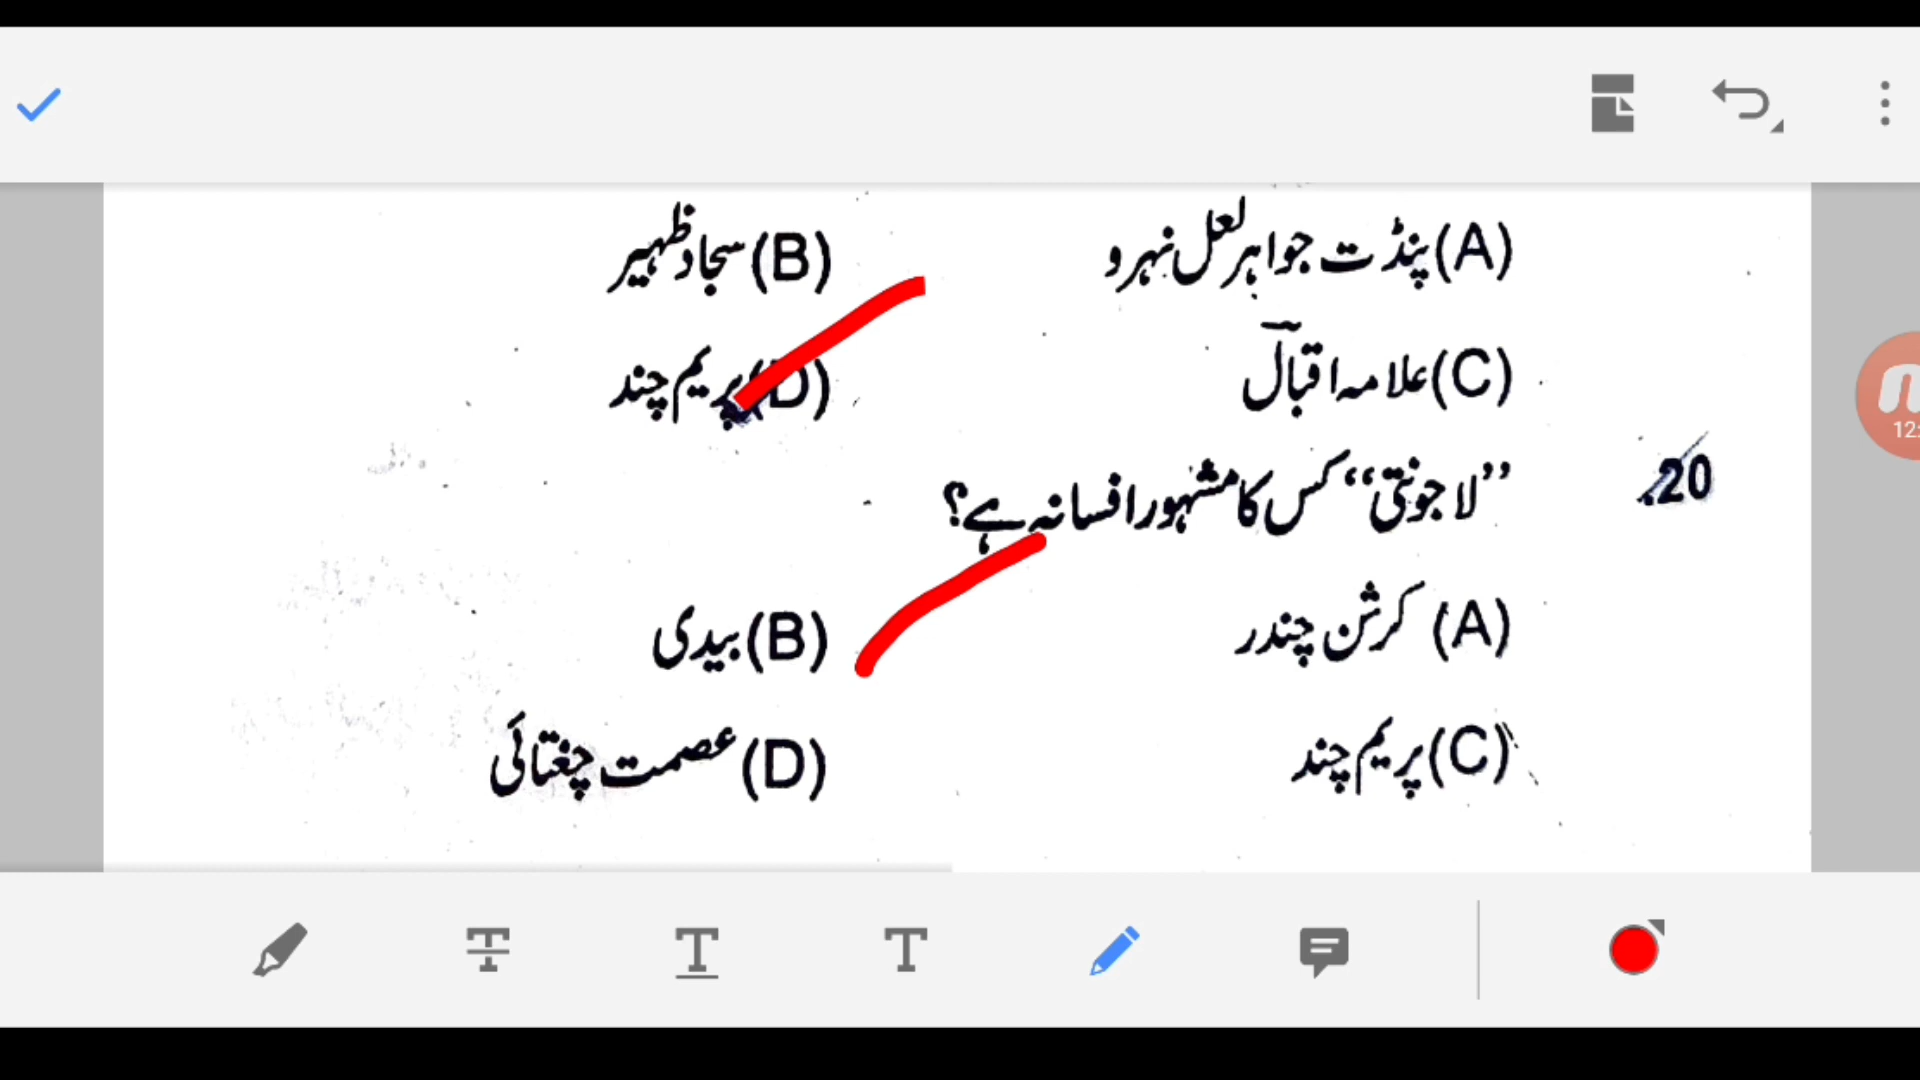 (A) پنڈت جواہر لعل نہرو (B) سجاد ظہیر
(C) علامہ اقبالؔ (D) پریم چند
20. ’’لاجونتی‘‘ کس کا مشہور افسانہ ہے؟
(A) کرشن چندر (B) بیدی
(C) پریم چند (D) عصمت چغتائی
12: